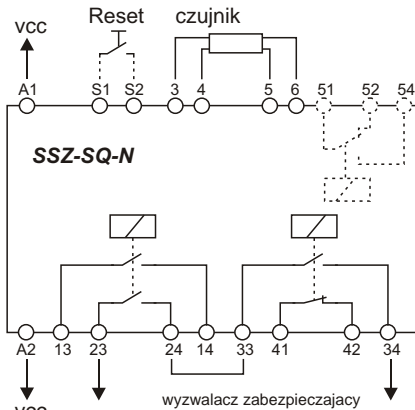 Reset czujnik
vcc
A1 S1 S2 3 4 5 6 51 52 54
SSZ-SQ-N
A2 13 23 24 14 33 41 42 34
wyzwalacz zabezpieczajacy
vcc